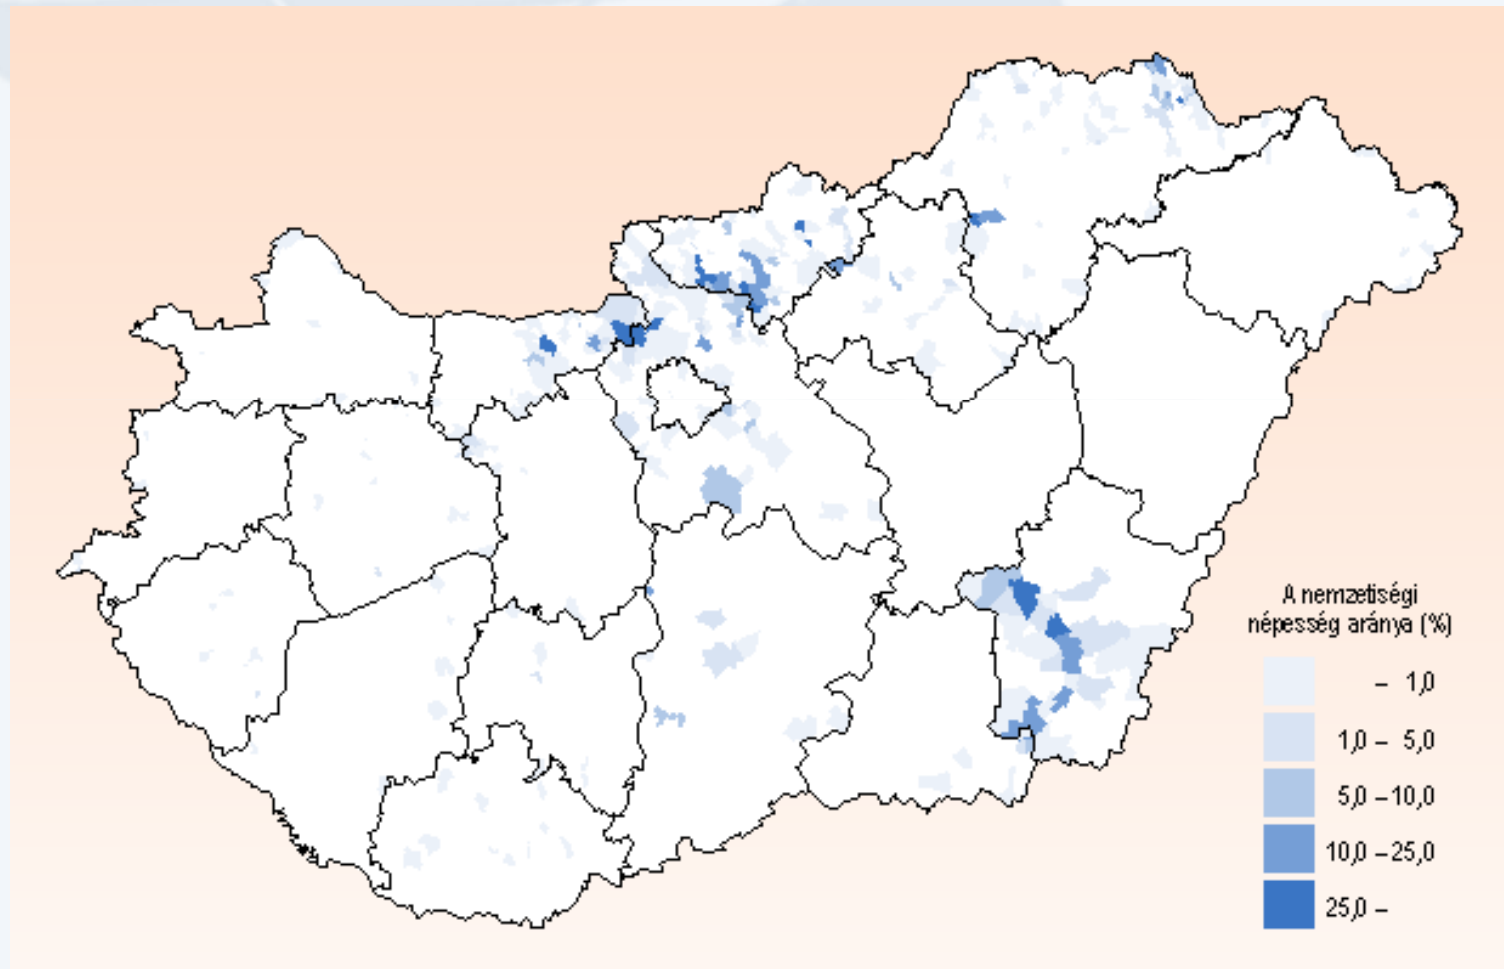 A nemzetiségi
népesség aránya (%)
– 1,0
1,0 – 5,0
5,0 –10,0
10,0 –25,0
25,0 –